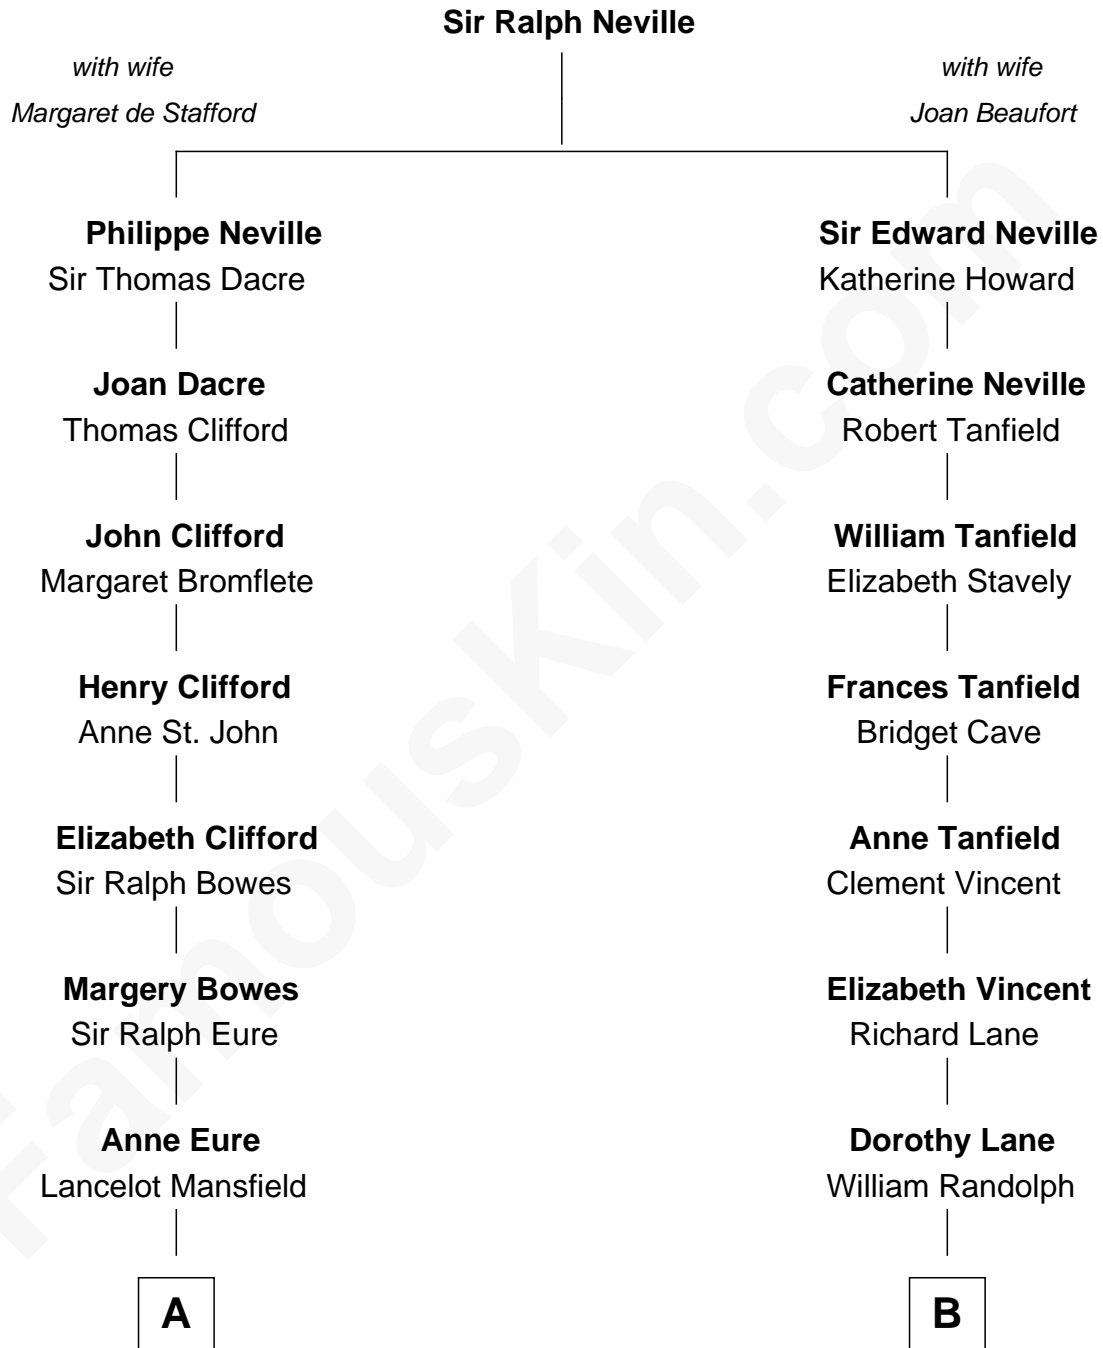 Sir Ralph Neville
with wife
Margaret de Stafford
with wife
Joan Beaufort
Philippe Neville
Sir Thomas Dacre
Sir Edward Neville
Katherine Howard
Joan Dacre
Thomas Clifford
Catherine Neville
Robert Tanfield
John Clifford
Margaret Bromflete
William Tanfield
Elizabeth Stavely
Henry Clifford
Anne St. John
Frances Tanfield
Bridget Cave
Elizabeth Clifford
Sir Ralph Bowes
Anne Tanfield
Clement Vincent
Margery Bowes
Sir Ralph Eure
Elizabeth Vincent
Richard Lane
Anne Eure
Lancelot Mansfield
Dorothy Lane
William Randolph
A
B
FamousKin.com